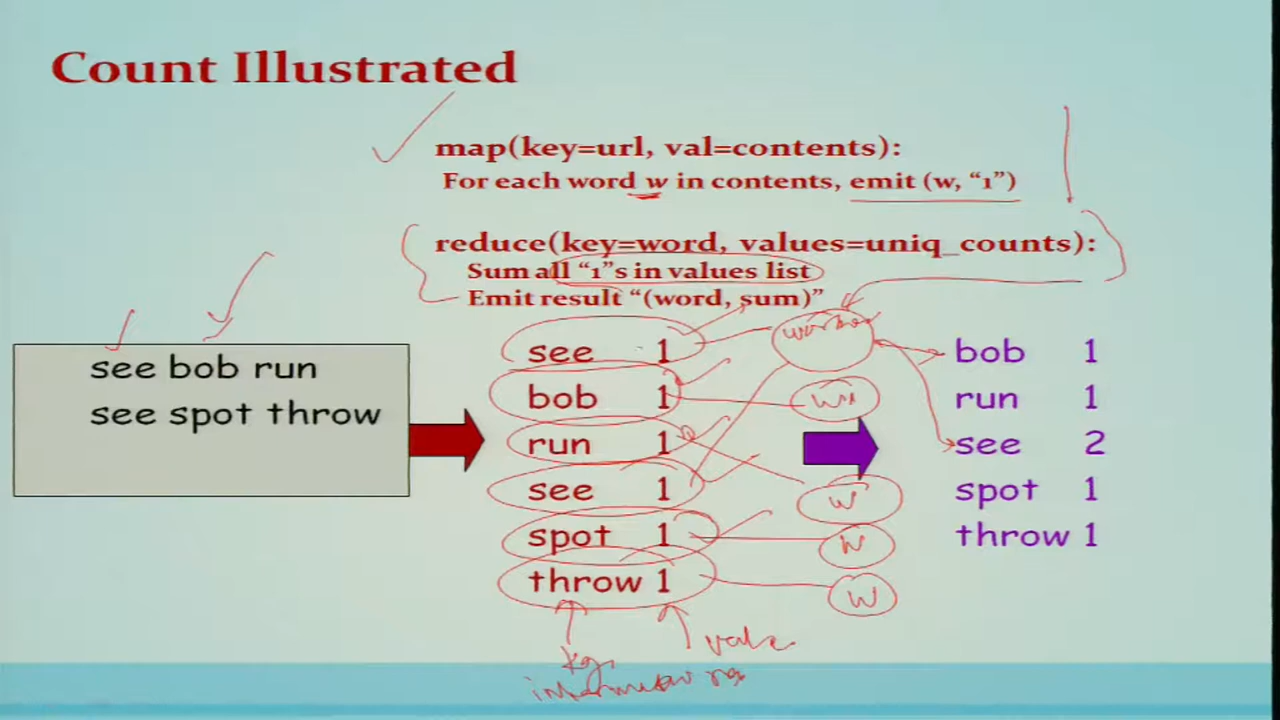 Count Illustrated
map(key=url, val=contents):
For each word w in contents, emit (w, “1”)
reduce(key=word, values=uniq_counts):
Sum all “1”s in values list
Emit result “(word, sum)”
see bob run
see spot throw
see 1
bob 1
run 1
see 1
spot 1
throw 1
worker
w
w
w
bob 1
run 1
see 2
spot 1
throw 1
key
value